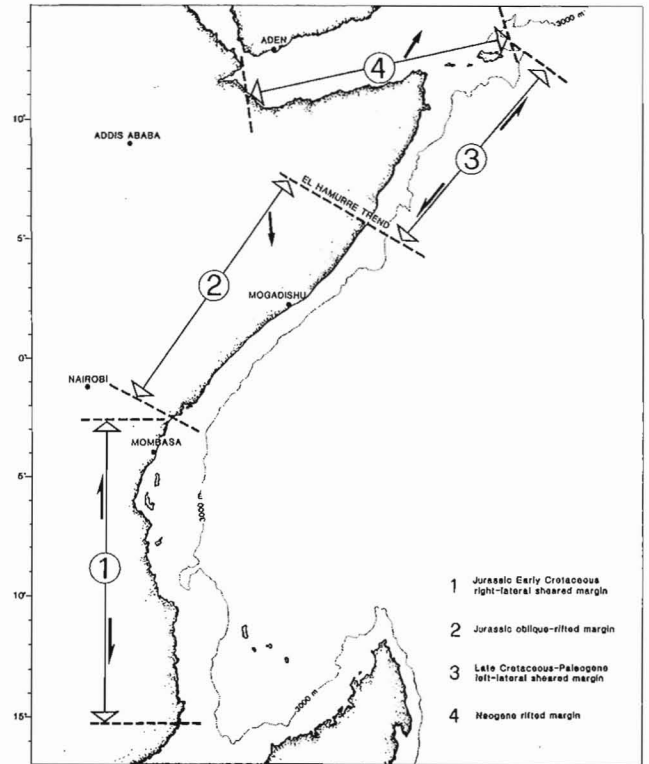 3000 m
ADEN
4
10°
ADDIS ABABA
3
EL HAMURRE TREND
5°
2
MOGADISHU
0°
NAIROBI
MOMBASA
5°
3000 m
1
10°
1 Jurassic Early Cretaceous
right-lateral sheared margin
2 Jurassic oblique-rifted margin
3 Late Cretaceous-Paleogene
left-lateral sheared margin
3000 m
4 Neogene rifted margin
15°